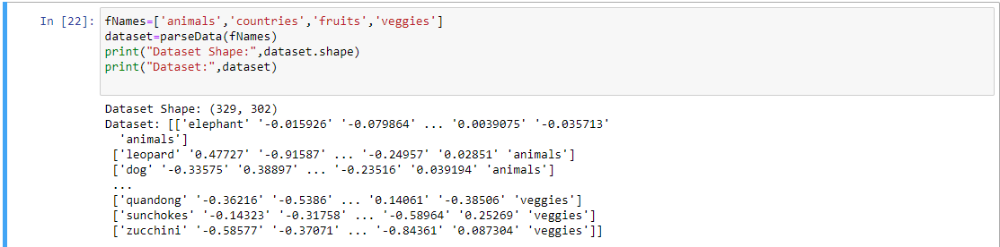 In [22]: fNames=['animals','countries','fruits','veggies']
dataset=parseData(fNames)
print("Dataset Shape:",dataset.shape)
print("Dataset:",dataset)
Dataset Shape: (329, 302)
Dataset: [['elephant' '-0.015926' '-0.079864' ... '0.0039075' '-0.035713'
'animals']
['leopard' '0.47727' '-0.91587' ... '-0.24957' '0.02851' 'animals']
['dog' '-0.33575' '0.38897' ... '-0.23516' '0.039194' 'animals']
...
['quandong' '-0.36216' '-0.5386' ... '0.14061' '-0.38506' 'veggies']
['sunchokes' '-0.14323' '-0.31758' ... '-0.58964' '0.25269' 'veggies']
['zucchini' '-0.58577' '-0.37071' ... '-0.84361' '0.087304' 'veggies']]